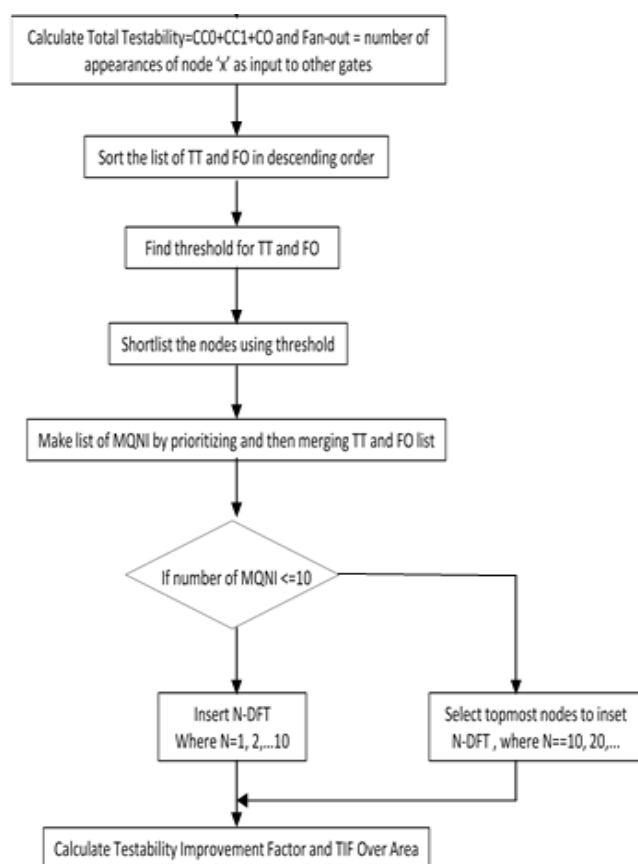 Calculate Total Testability=CC0+CC1+CO and Fan-out = number of
appearances of node 'x' as input to other gates
Sort the list of TT and FO in descending order
Find threshold for TT and FO
Shortlist the nodes using threshold
Make list of MQNI by prioritizing and then merging TT and FO list
If number of MQNI <=10
Insert N-DFT
Where N=1, 2,...10
Select topmost nodes to inset
N-DFT , where N==10, 20,...
Calculate Testability Improvement Factor and TIF Over Area